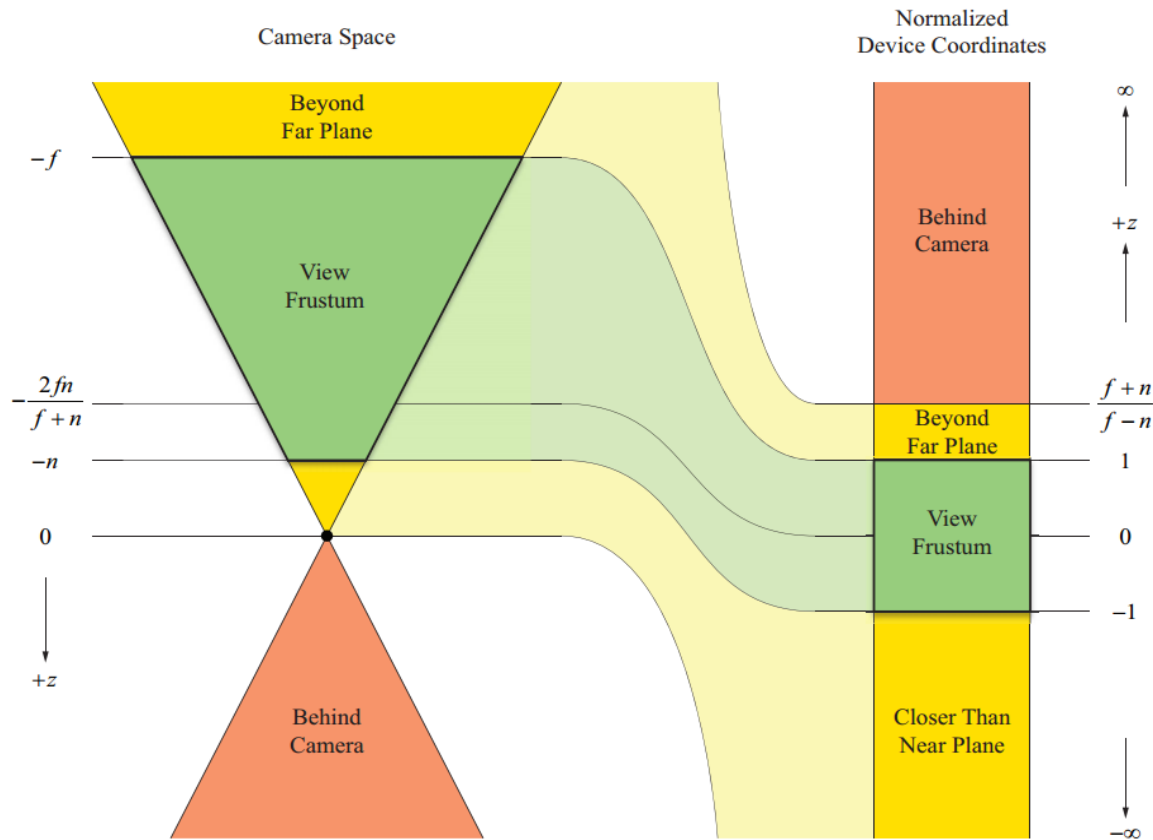 Camera Space
Normalized
Device Coordinates
Beyond
Far Plane
−f
View
Frustum
−2fn/(f + n)
−n
0
+z
Behind
Camera
Behind
Camera
Beyond
Far Plane
View
Frustum
Closer Than
Near Plane
∞
+z
(f + n)/(f − n)
1
0
−1
−∞